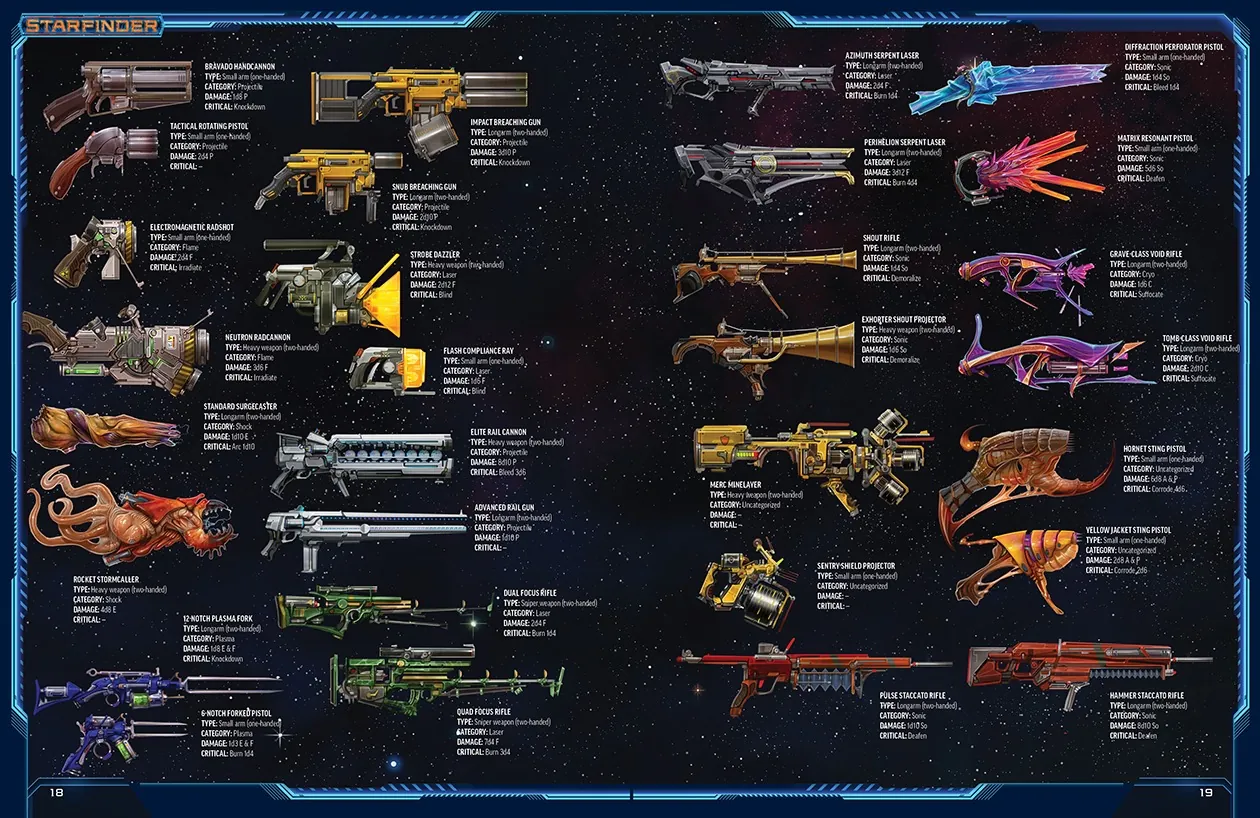 STARFINDER
BRAVADO HANDCANNON
TYPE: Small arm (one-handed)
CATEGORY: Projectile
DAMAGE: 1d8 P
CRITICAL: Knockdown
TACTICAL ROTATING PISTOL
TYPE: Small arm (one-handed)
CATEGORY: Projectile
DAMAGE: 2d4 P
CRITICAL: –
IMPACT BREACHING GUN
TYPE: Longarm (two-handed)
CATEGORY: Projectile
DAMAGE: 3d10 P
CRITICAL: Knockdown
SNUB BREACHING GUN
TYPE: Longarm (two-handed)
CATEGORY: Projectile
DAMAGE: 2d10 P
CRITICAL: Knockdown
ELECTROMAGNETIC RADSHOT
TYPE: Small arm (one-handed)
CATEGORY: Flame
DAMAGE: 2d4 F
CRITICAL: Irradiate
STROBE DAZZLER
TYPE: Heavy weapon (two-handed)
CATEGORY: Laser
DAMAGE: 2d12 F
CRITICAL: Blind
NEUTRON RADCANNON
TYPE: Heavy weapon (two-handed)
CATEGORY: Flame
DAMAGE: 3d6 F
CRITICAL: Irradiate
FLASH COMPLIANCE RAY
TYPE: Small arm (one-handed)
CATEGORY: Laser
DAMAGE: 1d6 F
CRITICAL: Blind
STANDARD SURGECASTER
TYPE: Longarm (two-handed)
CATEGORY: Shock
DAMAGE: 1d10 E
CRITICAL: Arc 1d10
ELITE RAIL CANNON
TYPE: Heavy weapon (two-handed)
CATEGORY: Projectile
DAMAGE: 8d10 P
CRITICAL: Bleed 3d6
ADVANCED RAIL GUN
TYPE: Longarm (two-handed)
CATEGORY: Projectile
DAMAGE: 1d10 P
CRITICAL: –
ROCKET STORMCALLER
TYPE: Heavy weapon (two-handed)
CATEGORY: Shock
DAMAGE: 4d8 E
CRITICAL: –
DUAL FOCUS RIFLE
TYPE: Sniper weapon (two-handed)
CATEGORY: Laser
DAMAGE: 2d4 F
CRITICAL: Burn 1d4
12-NOTCH PLASMA FORK
TYPE: Longarm (two-handed)
CATEGORY: Plasma
DAMAGE: 1d8 E & F
CRITICAL: Knockdown
6-NOTCH FORKED PISTOL
TYPE: Small arm (one-handed)
CATEGORY: Plasma
DAMAGE: 1d3 E & F
CRITICAL: Burn 1d4
QUAD FOCUS RIFLE
TYPE: Sniper weapon (two-handed)
CATEGORY: Laser
DAMAGE: 7d4 F
CRITICAL: Burn 3d4
18
AZIMUTH SERPENT LASER
TYPE: Longarm (two-handed)
CATEGORY: Laser
DAMAGE: 2d4 F
CRITICAL: Burn 1d4
DIFFRACTION PERFORATOR PISTOL
TYPE: Small arm (one-handed)
CATEGORY: Sonic
DAMAGE: 1d4 So
CRITICAL: Bleed 1d4
PERIHELION SERPENT LASER
TYPE: Longarm (two-handed)
CATEGORY: Laser
DAMAGE: 3d12 F
CRITICAL: Burn 4d4
MATRIX RESONANT PISTOL
TYPE: Small arm (one-handed)
CATEGORY: Sonic
DAMAGE: 5d6 So
CRITICAL: Deafen
SHOUT RIFLE
TYPE: Longarm (two-handed)
CATEGORY: Sonic
DAMAGE: 1d4 So
CRITICAL: Demoralize
GRAVE-CLASS VOID RIFLE
TYPE: Longarm (two-handed)
CATEGORY: Cryo
DAMAGE: 1d6 C
CRITICAL: Suffocate
EXHORTER SHOUT PROJECTOR
TYPE: Heavy weapon (two-handed)
CATEGORY: Sonic
DAMAGE: 1d6 So
CRITICAL: Demoralize
TOMB-CLASS VOID RIFLE
TYPE: Longarm (two-handed)
CATEGORY: Cryo
DAMAGE: 2d10 C
CRITICAL: Suffocate
MERC MINELAYER
TYPE: Heavy weapon (two-handed)
CATEGORY: Uncategorized
DAMAGE: –
CRITICAL: –
HORNET STING PISTOL
TYPE: Small arm (one-handed)
CATEGORY: Uncategorized
DAMAGE: 6d8 A & P
CRITICAL: Corrode 4d6
YELLOW JACKET STING PISTOL
TYPE: Small arm (one-handed)
CATEGORY: Uncategorized
DAMAGE: 2d8 A & P
CRITICAL: Corrode 2d6
SENTRY-SHIELD PROJECTOR
TYPE: Small arm (one-handed)
CATEGORY: Uncategorized
DAMAGE: –
CRITICAL: –
PULSE STACCATO RIFLE
TYPE: Longarm (two-handed)
CATEGORY: Sonic
DAMAGE: 1d10 So
CRITICAL: Deafen
HAMMER STACCATO RIFLE
TYPE: Longarm (two-handed)
CATEGORY: Sonic
DAMAGE: 8d10 So
CRITICAL: Deafen
19